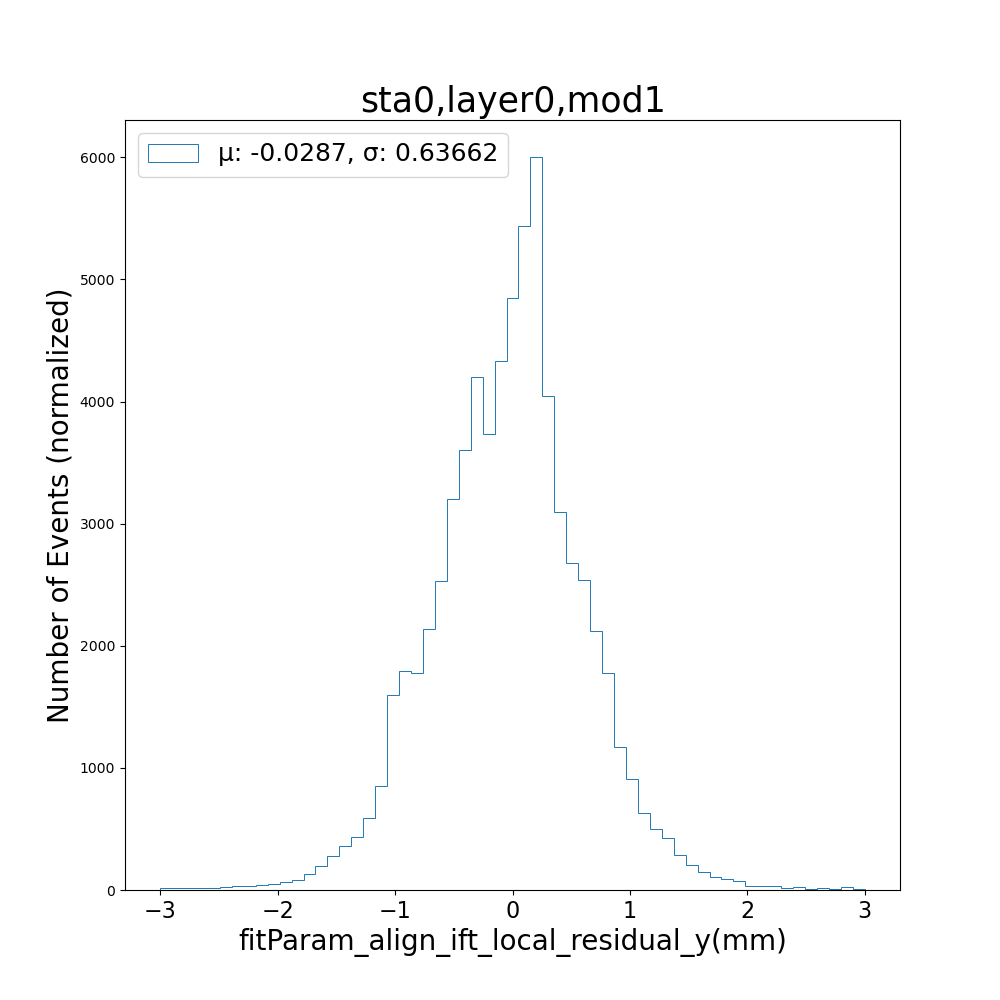 sta0,layer0,mod1
μ: -0.0287, σ: 0.63662
Number of Events (normalized)
6000
5000
4000
3000
2000
1000
0
−3 −2 −1 0 1 2 3
fitParam_align_ift_local_residual_y(mm)